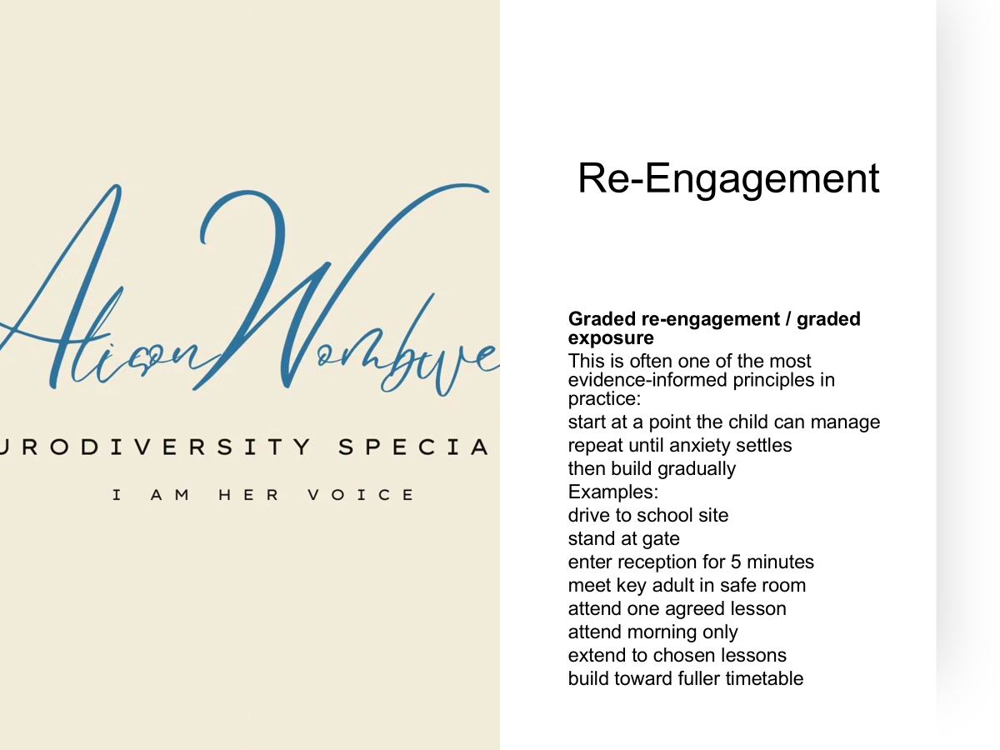 Alison Wombwe
URODIVERSITY SPECIA
I AM HER VOICE
Re-Engagement
Graded re-engagement / graded
exposure
This is often one of the most
evidence-informed principles in
practice:
start at a point the child can manage
repeat until anxiety settles
then build gradually
Examples:
drive to school site
stand at gate
enter reception for 5 minutes
meet key adult in safe room
attend one agreed lesson
attend morning only
extend to chosen lessons
build toward fuller timetable